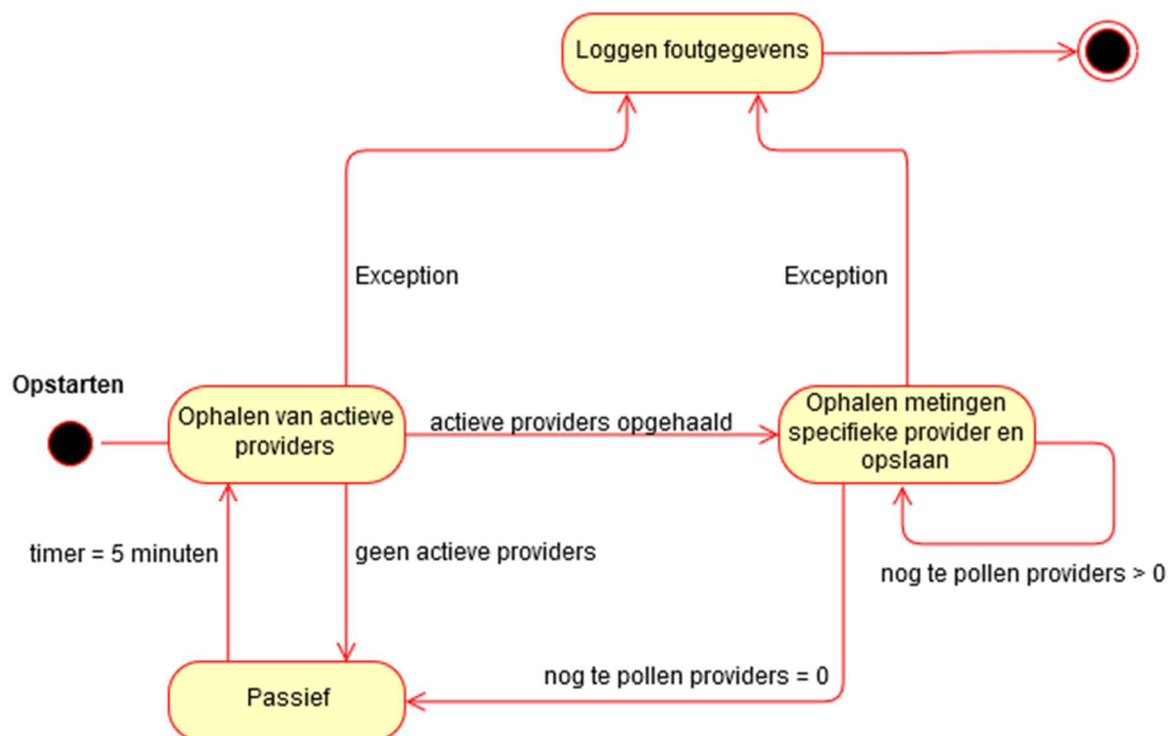 Loggen foutgegevens
Exception
Exception
Opstarten
Ophalen van actieve
providers
actieve providers opgehaald
Ophalen metingen
specifieke provider en
opslaan
timer = 5 minuten
geen actieve providers
nog te pollen providers > 0
nog te pollen providers = 0
Passief